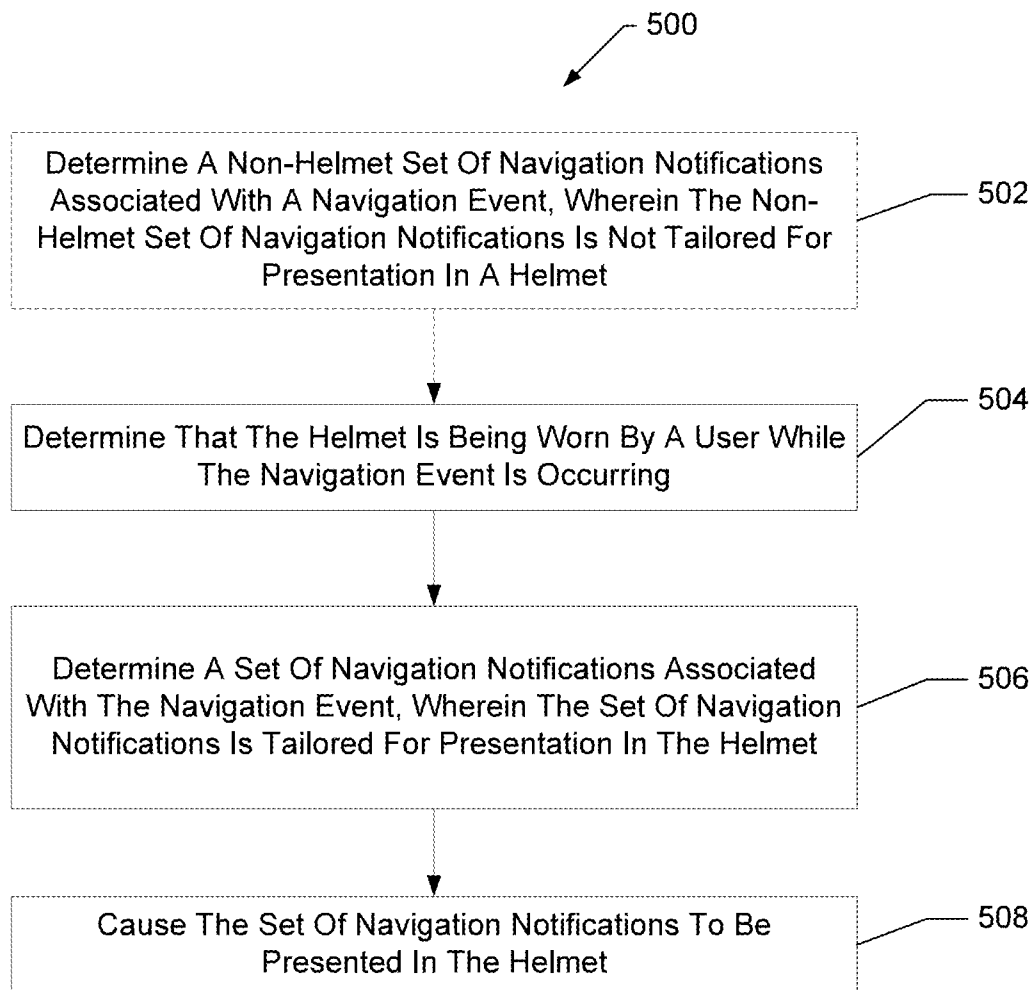 500
Determine A Non-Helmet Set Of Navigation Notifications
Associated With A Navigation Event, Wherein The Non-
Helmet Set Of Navigation Notifications Is Not Tailored For
Presentation In A Helmet
502
Determine That The Helmet Is Being Worn By A User While
The Navigation Event Is Occurring
504
Determine A Set Of Navigation Notifications Associated
With The Navigation Event, Wherein The Set Of Navigation
Notifications Is Tailored For Presentation In The Helmet
506
Cause The Set Of Navigation Notifications To Be
Presented In The Helmet
508